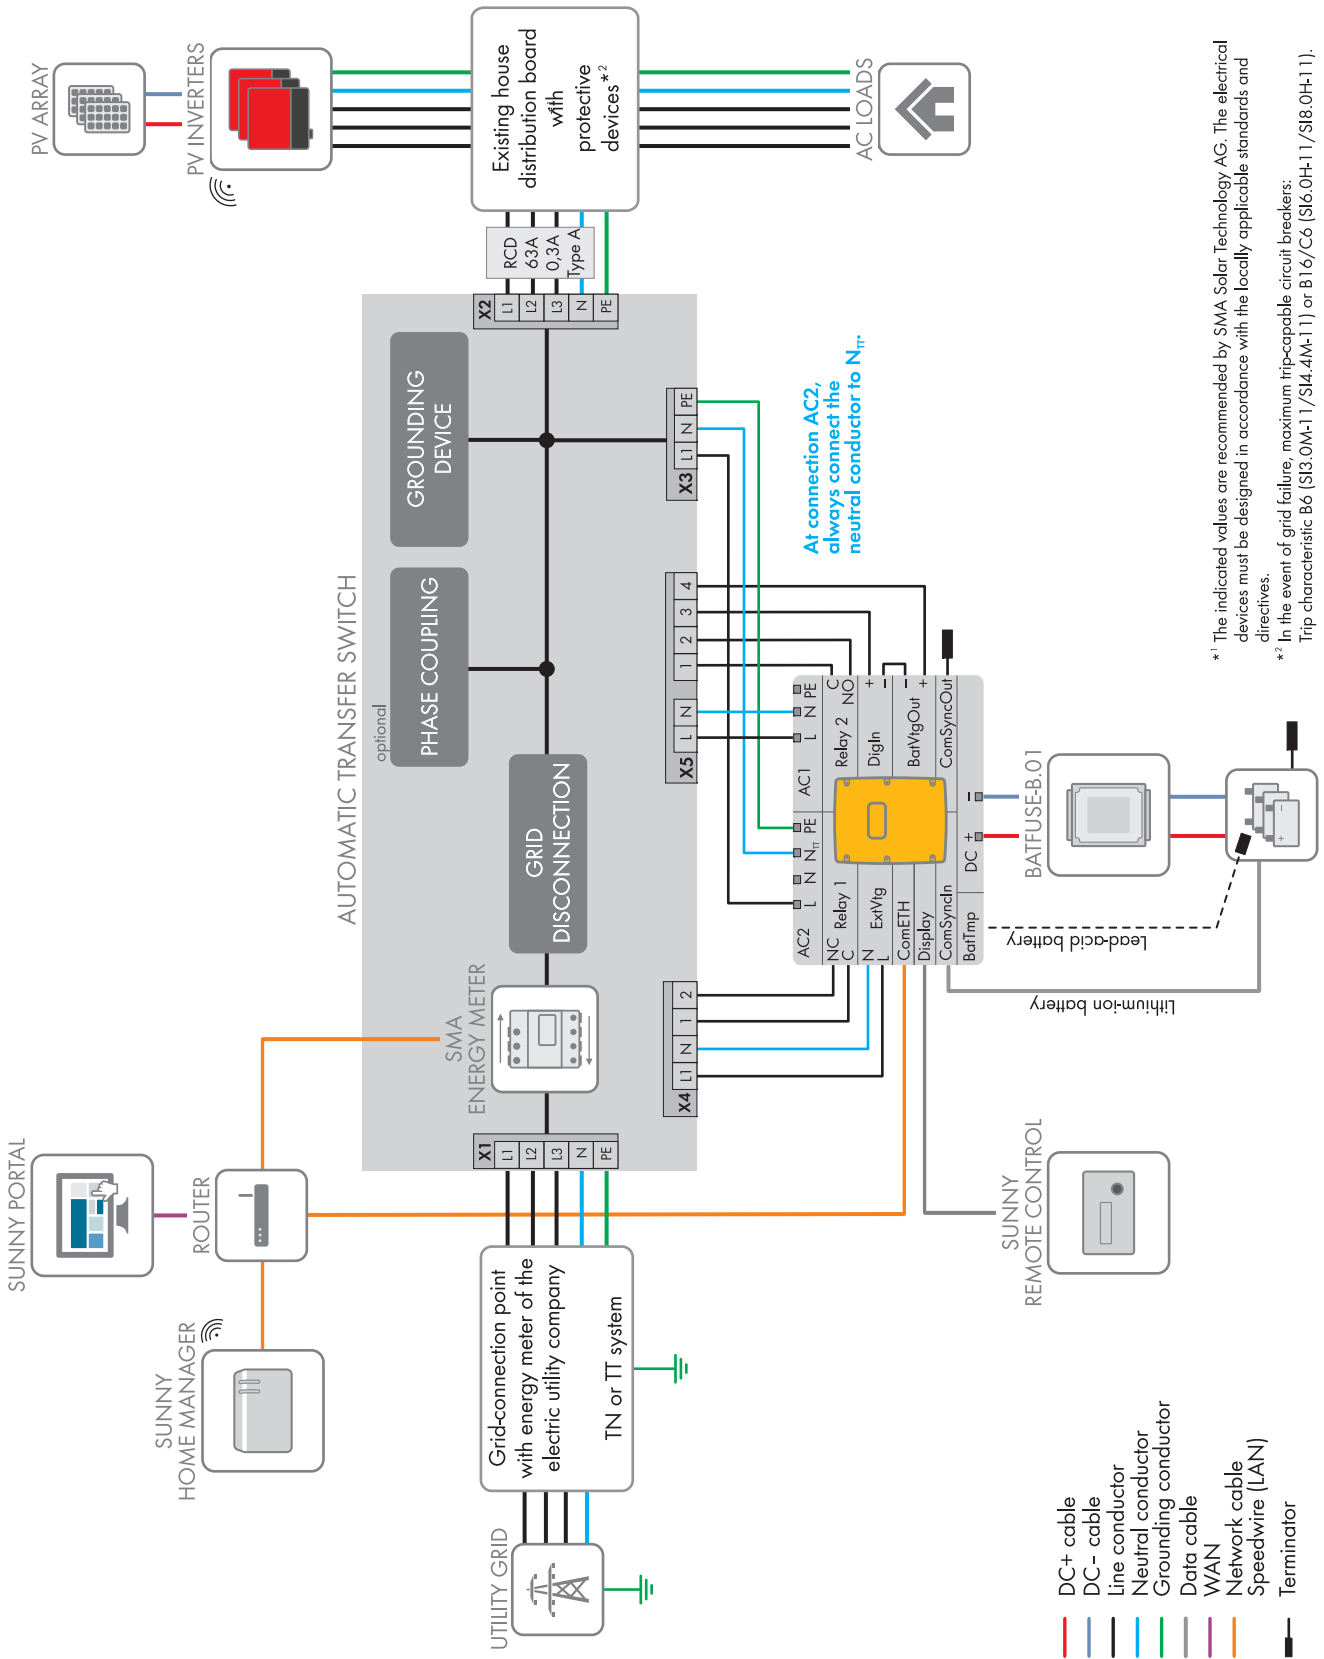 SUNNY PORTAL
ROUTER
SUNNY
HOME MANAGER
UTILITY GRID
Grid-connection point
with energy meter of the
electric utility company
TN or TT system
AUTOMATIC TRANSFER SWITCH
SMA
ENERGY METER
GRID
DISCONNECTION
optional
PHASE COUPLING
GROUNDING
DEVICE
X1
L1
L2
L3
N
PE
X2
L1
L2
L3
N
PE
RCD
63A
0,3A
Type A
PV ARRAY
PV INVERTERS
Existing house
distribution board
with
protective
devices*²
AC LOADS
X4
L1
N
1
2
X5
L
N
1
2
3
4
X3
L1
N
PE
At connection AC2,
always connect the
neutral conductor to NTT.
AC2
L
N
NTT
PE
AC1
L
N
PE
NC
C
Relay 1
Relay 2
C
NO
N
L
ExtVtg
DigIn
+
−
ComETH
BatVtgOut
−
+
Display
ComSyncIn
ComSyncOut
BatTmp
DC
+
−
Lead-acid battery
Lithium-ion battery
BATFUSE-B.01
+
−
SUNNY
REMOTE CONTROL
DC+ cable
DC− cable
Line conductor
Neutral conductor
Grounding conductor
Data cable
WAN
Network cable
Speedwire (LAN)
Terminator
*¹ The indicated values are recommended by SMA Solar Technology AG. The electrical
devices must be designed in accordance with the locally applicable standards and
directives.
*² In the event of grid failure, maximum trip-capable circuit breakers:
Trip characteristic B6 (SI3.0M-11/SI4.4M-11) or B16/C6 (SI6.0H-11/SI8.0H-11).